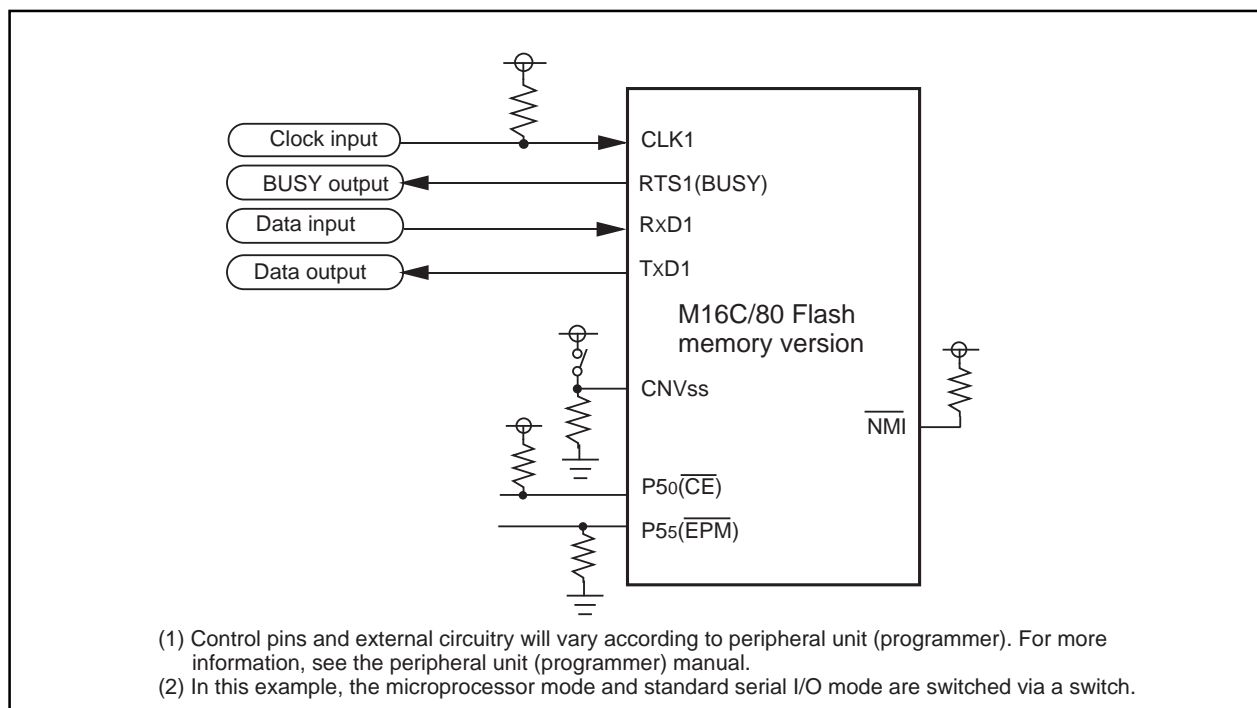 Clock input
CLK1
BUSY output
RTS1(BUSY)
Data input
RxD1
Data output
TxD1
M16C/80 Flash
memory version
CNVss
NMI
P50(CE)
P55(EPM)
(1) Control pins and external circuitry will vary according to peripheral unit (programmer). For more
information, see the peripheral unit (programmer) manual.
(2) In this example, the microprocessor mode and standard serial I/O mode are switched via a switch.